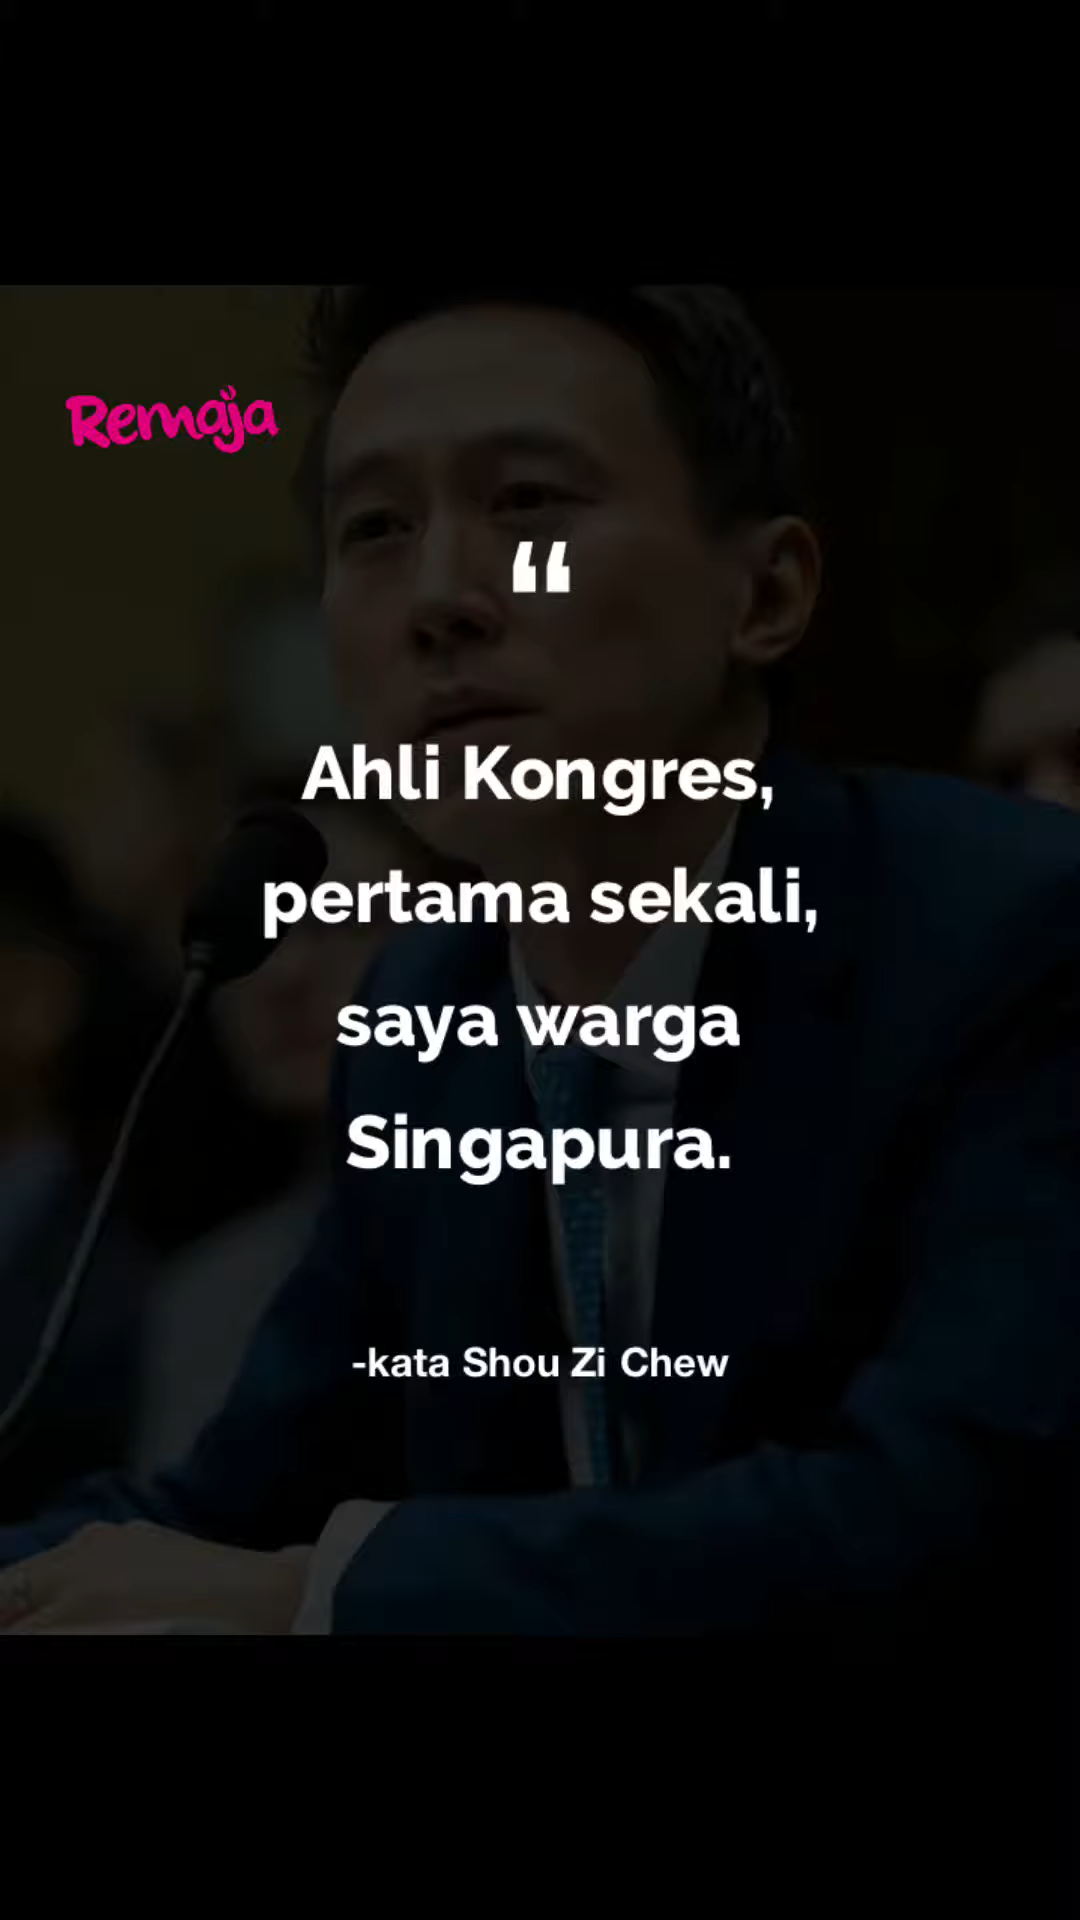 Remaja
“
Ahli Kongres,
pertama sekali,
saya warga
Singapura.
-kata Shou Zi Chew